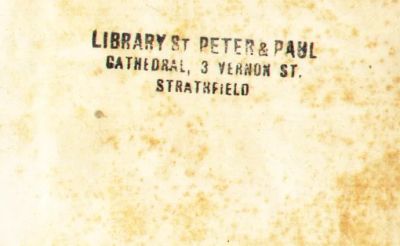 LIBRARY ST PETER & PAUL
CATHEDRAL, 3 VERNON ST.
STRATHFIELD